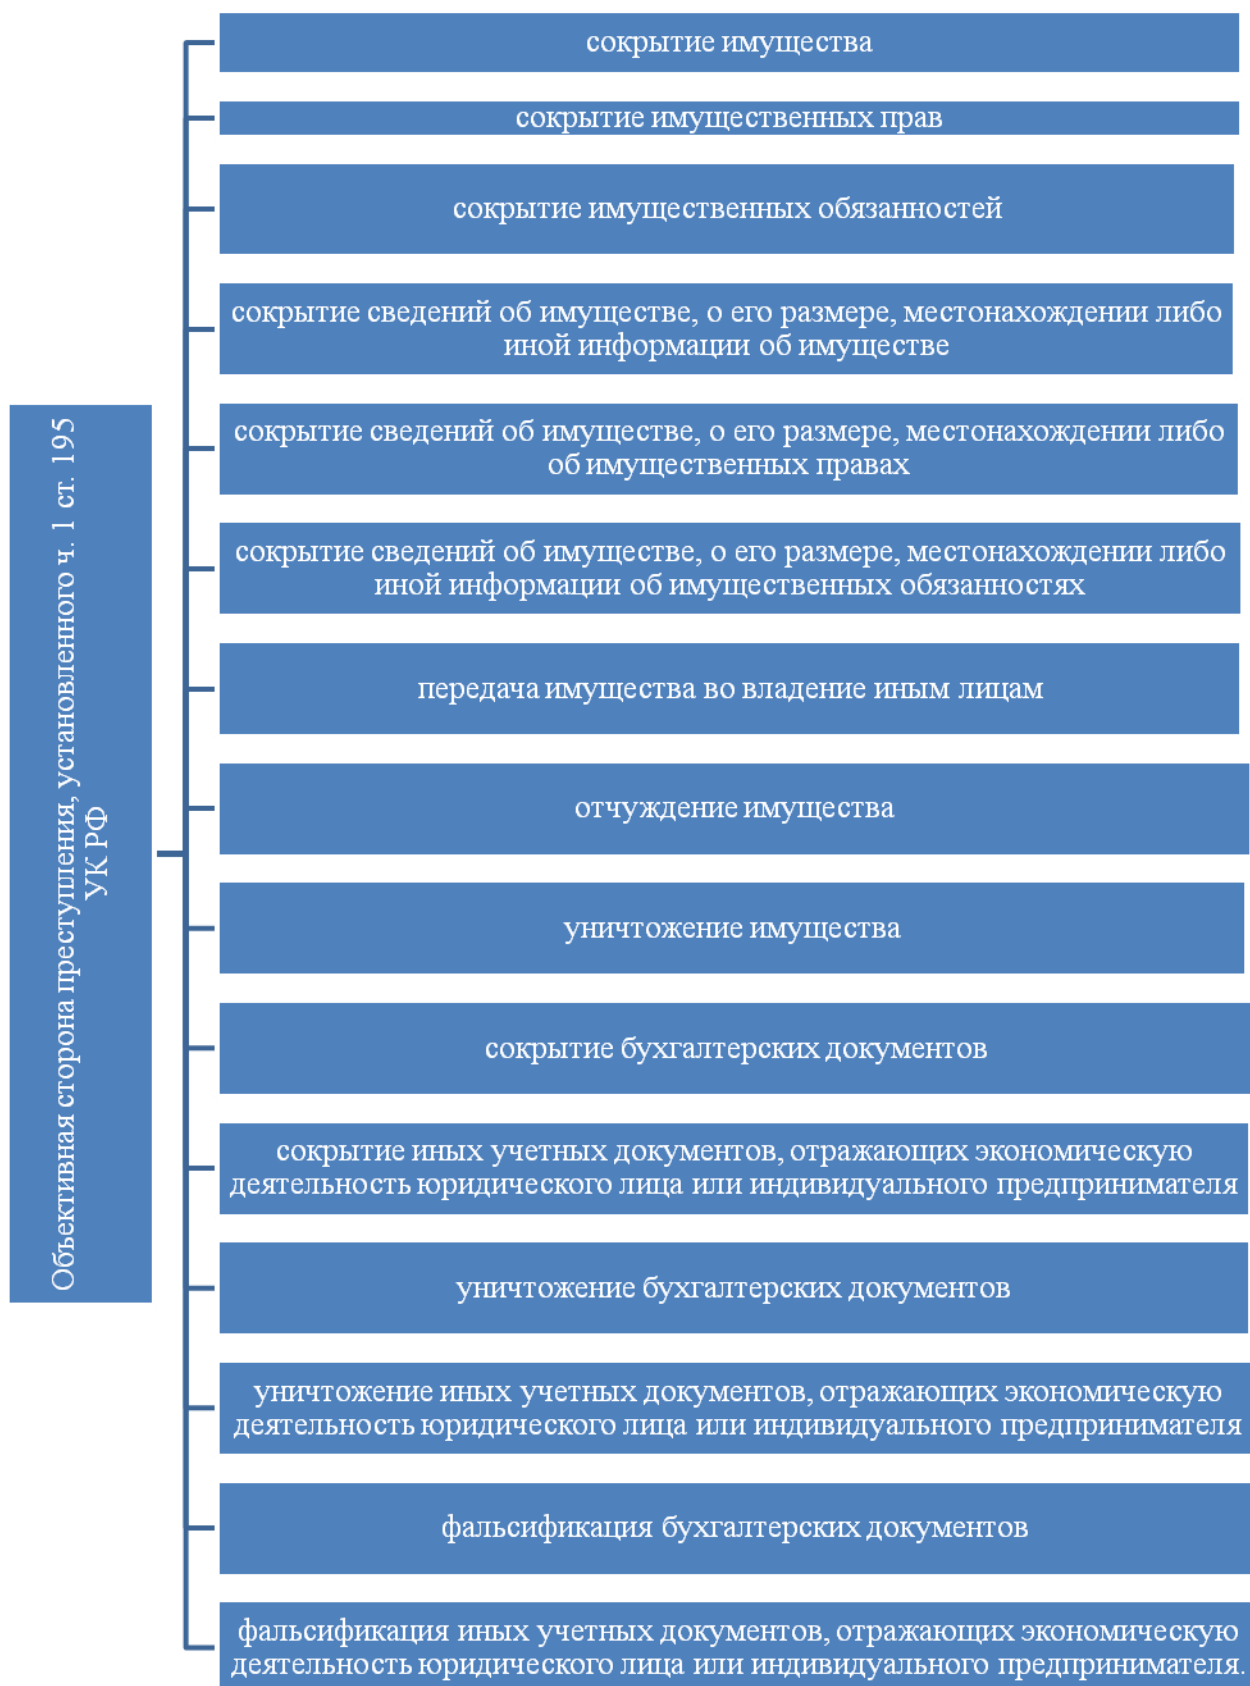 Объективная сторона преступления, установленного ч. 1 ст. 195
УК РФ
сокрытие имущества
сокрытие имущественных прав
сокрытие имущественных обязанностей
сокрытие сведений об имуществе, о его размере, местонахождении либо
иной информации об имуществе
сокрытие сведений об имуществе, о его размере, местонахождении либо
об имущественных правах
сокрытие сведений об имуществе, о его размере, местонахождении либо
иной информации об имущественных обязанностях
передача имущества во владение иным лицам
отчуждение имущества
уничтожение имущества
сокрытие бухгалтерских документов
сокрытие иных учетных документов, отражающих экономическую
деятельность юридического лица или индивидуального предпринимателя
уничтожение бухгалтерских документов
уничтожение иных учетных документов, отражающих экономическую
деятельность юридического лица или индивидуального предпринимателя
фальсификация бухгалтерских документов
фальсификация иных учетных документов, отражающих экономическую
деятельность юридического лица или индивидуального предпринимателя.